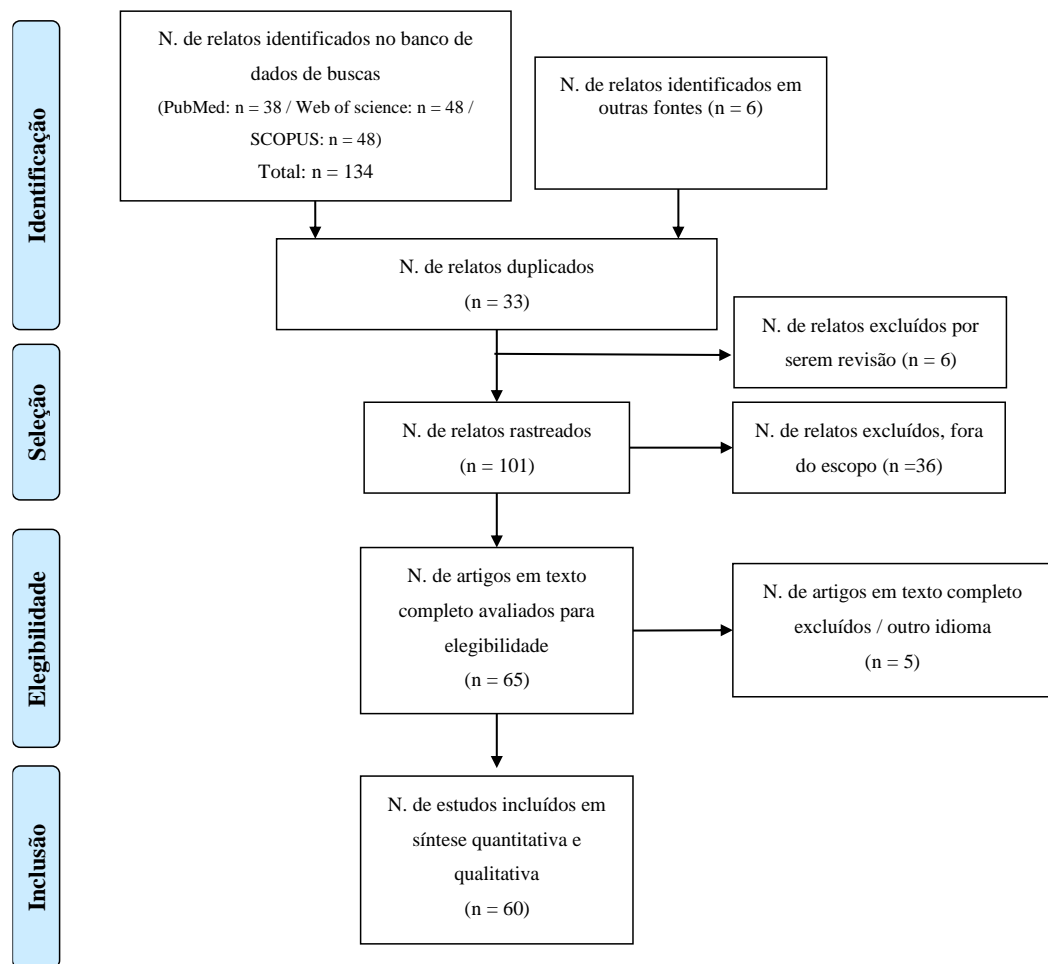 Identificação
N. de relatos identificados no banco de
dados de buscas
(PubMed: n = 38 / Web of science: n = 48 /
SCOPUS: n = 48)
Total: n = 134
N. de relatos identificados em
outras fontes (n = 6)
N. de relatos duplicados
(n = 33)
N. de relatos excluídos por
serem revisão (n = 6)
Seleção
N. de relatos rastreados
(n = 101)
N. de relatos excluídos, fora
do escopo (n =36)
Elegibilidade
N. de artigos em texto
completo avaliados para
elegibilidade
(n = 65)
N. de artigos em texto completo
excluídos / outro idioma
(n = 5)
Inclusão
N. de estudos incluídos em
síntese quantitativa e
qualitativa
(n = 60)